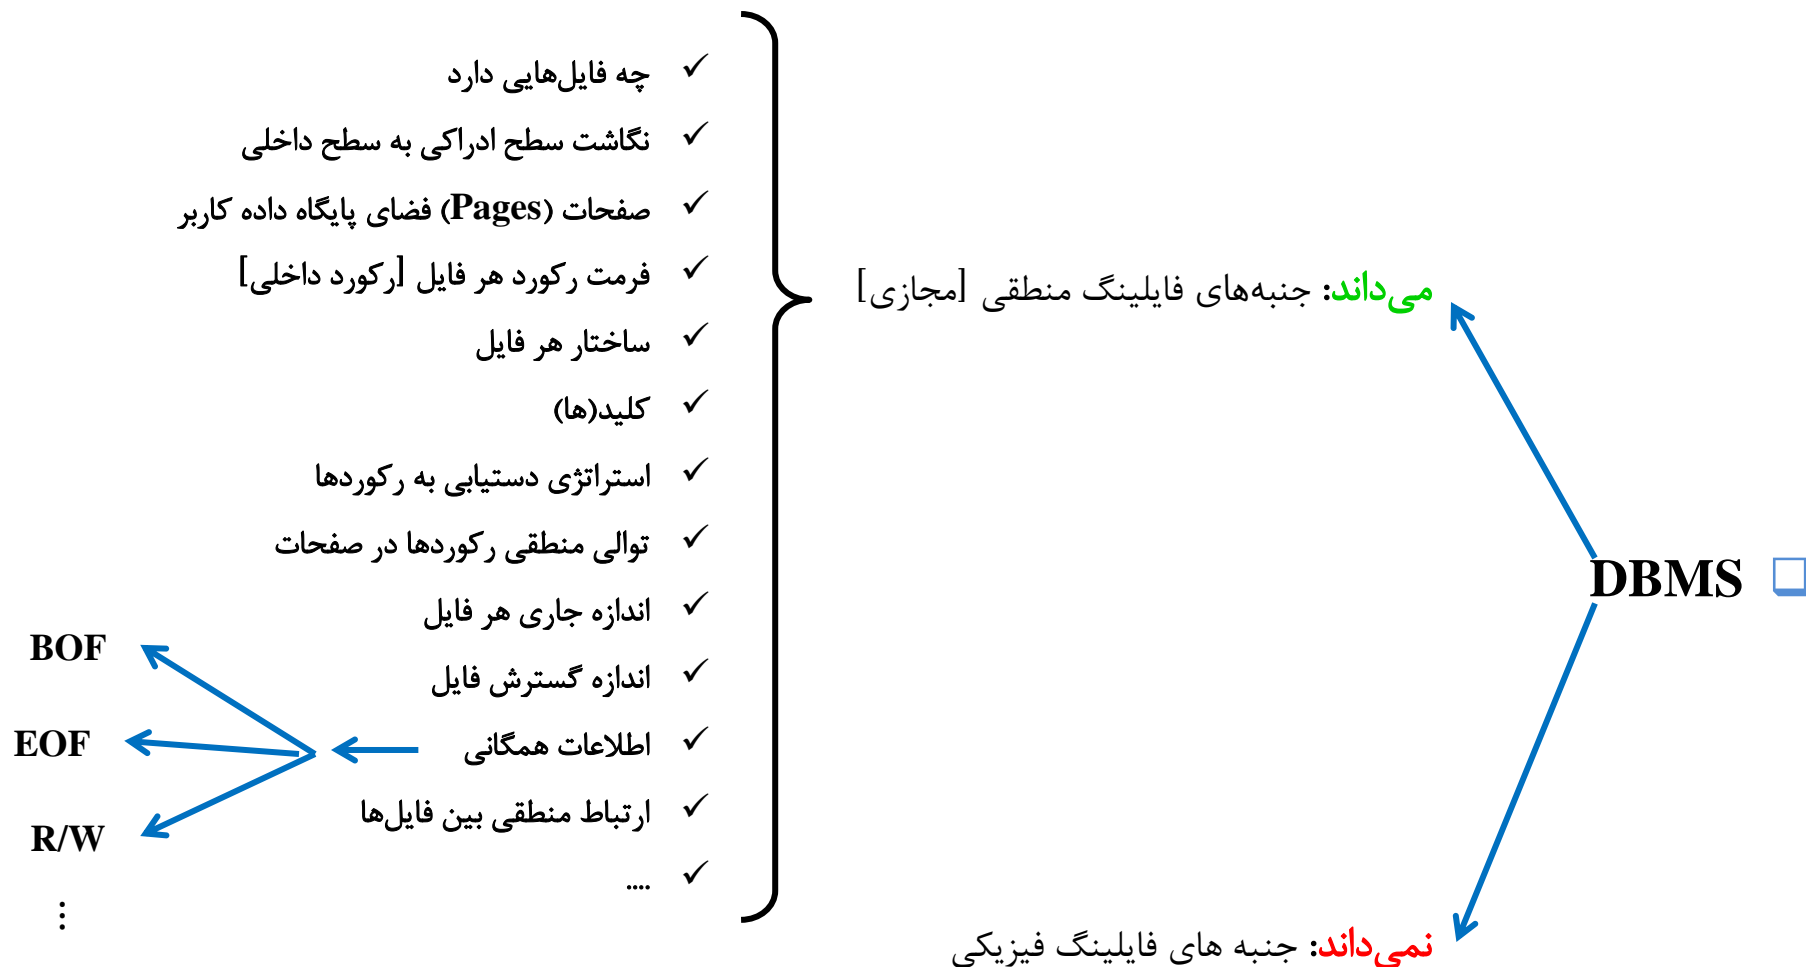 DBMS
می‌داند: جنبه‌های فایلینگ منطقی [مجازی]
چه فایل‌هایی دارد
نگاشت سطح ادراکی به سطح داخلی
صفحات (Pages) فضای پایگاه داده کاربر
فرمت رکورد هر فایل [رکورد داخلی]
ساختار هر فایل
کلید(ها)
استراتژی دستیابی به رکوردها
توالی منطقی رکوردها در صفحات
اندازه جاری هر فایل
اندازه گسترش فایل
اطلاعات همگانی
BOF
EOF
R/W
⋮
ارتباط منطقی بین فایل‌ها
....
نمی‌داند: جنبه های فایلینگ فیزیکی